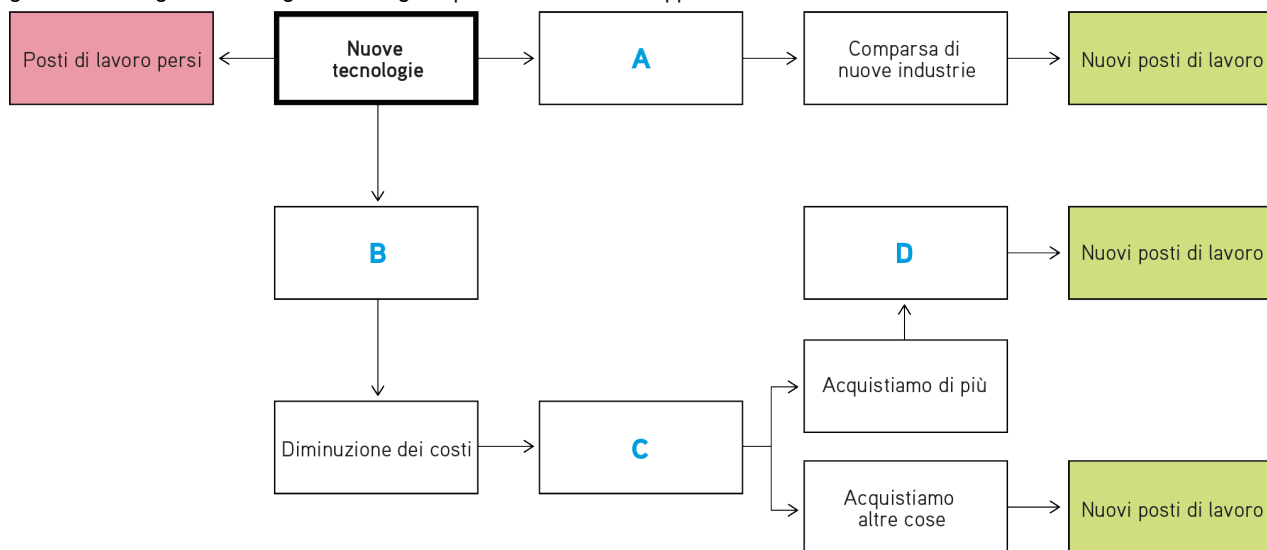 Posti di lavoro persi
Nuove
tecnologie
A
Comparsa di
nuove industrie
Nuovi posti di lavoro
B
D
Nuovi posti di lavoro
Acquistiamo di più
Diminuzione dei costi
C
Acquistiamo
altre cose
Nuovi posti di lavoro